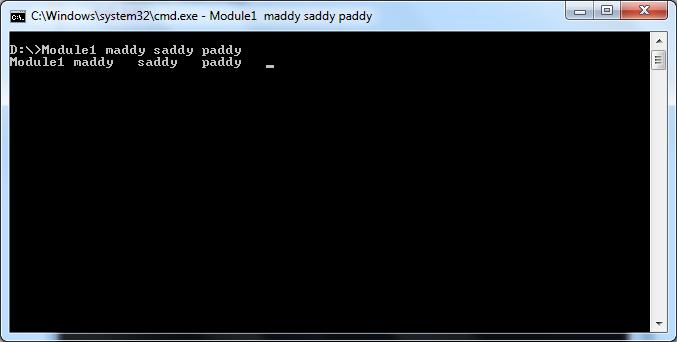 C:\Windows\system32\cmd.exe - Module1  maddy saddy paddy
D:\>Module1 maddy saddy paddy
Module1 maddy   saddy   paddy   _